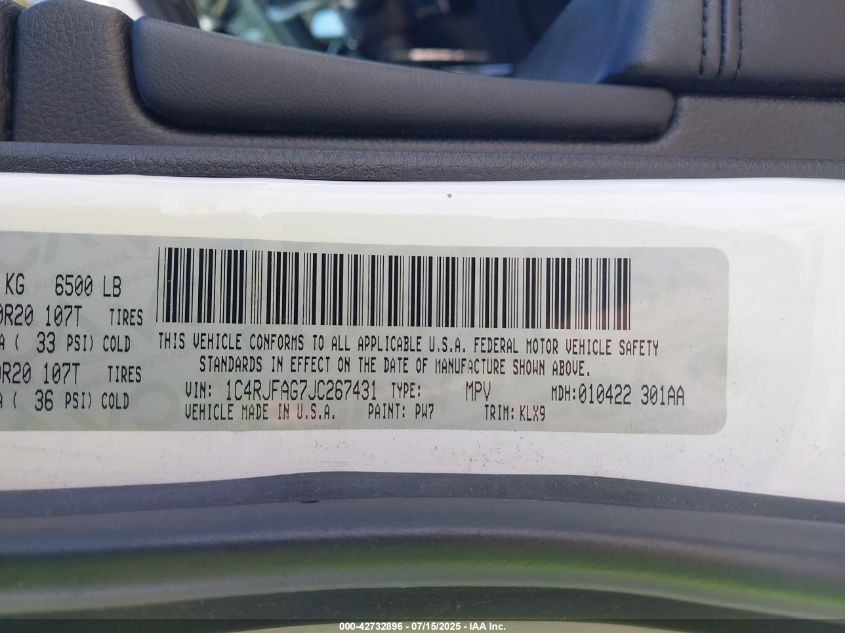 KG 6500 LB
R20 107T TIRES
( 33 PSI) COLD
R20 107T TIRES
( 36 PSI) COLD
THIS VEHICLE CONFORMS TO ALL APPLICABLE U.S.A. FEDERAL MOTOR VEHICLE SAFETY
STANDARDS IN EFFECT ON THE DATE OF MANUFACTURE SHOWN ABOVE.
VIN: 1C4RJFAG7JC267431 TYPE: MPV MDH:010422 301AA
VEHICLE MADE IN U.S.A. PAINT: PW7 TRIM: KLX9
000-42732896 - 07/15/2025 - IAA Inc.